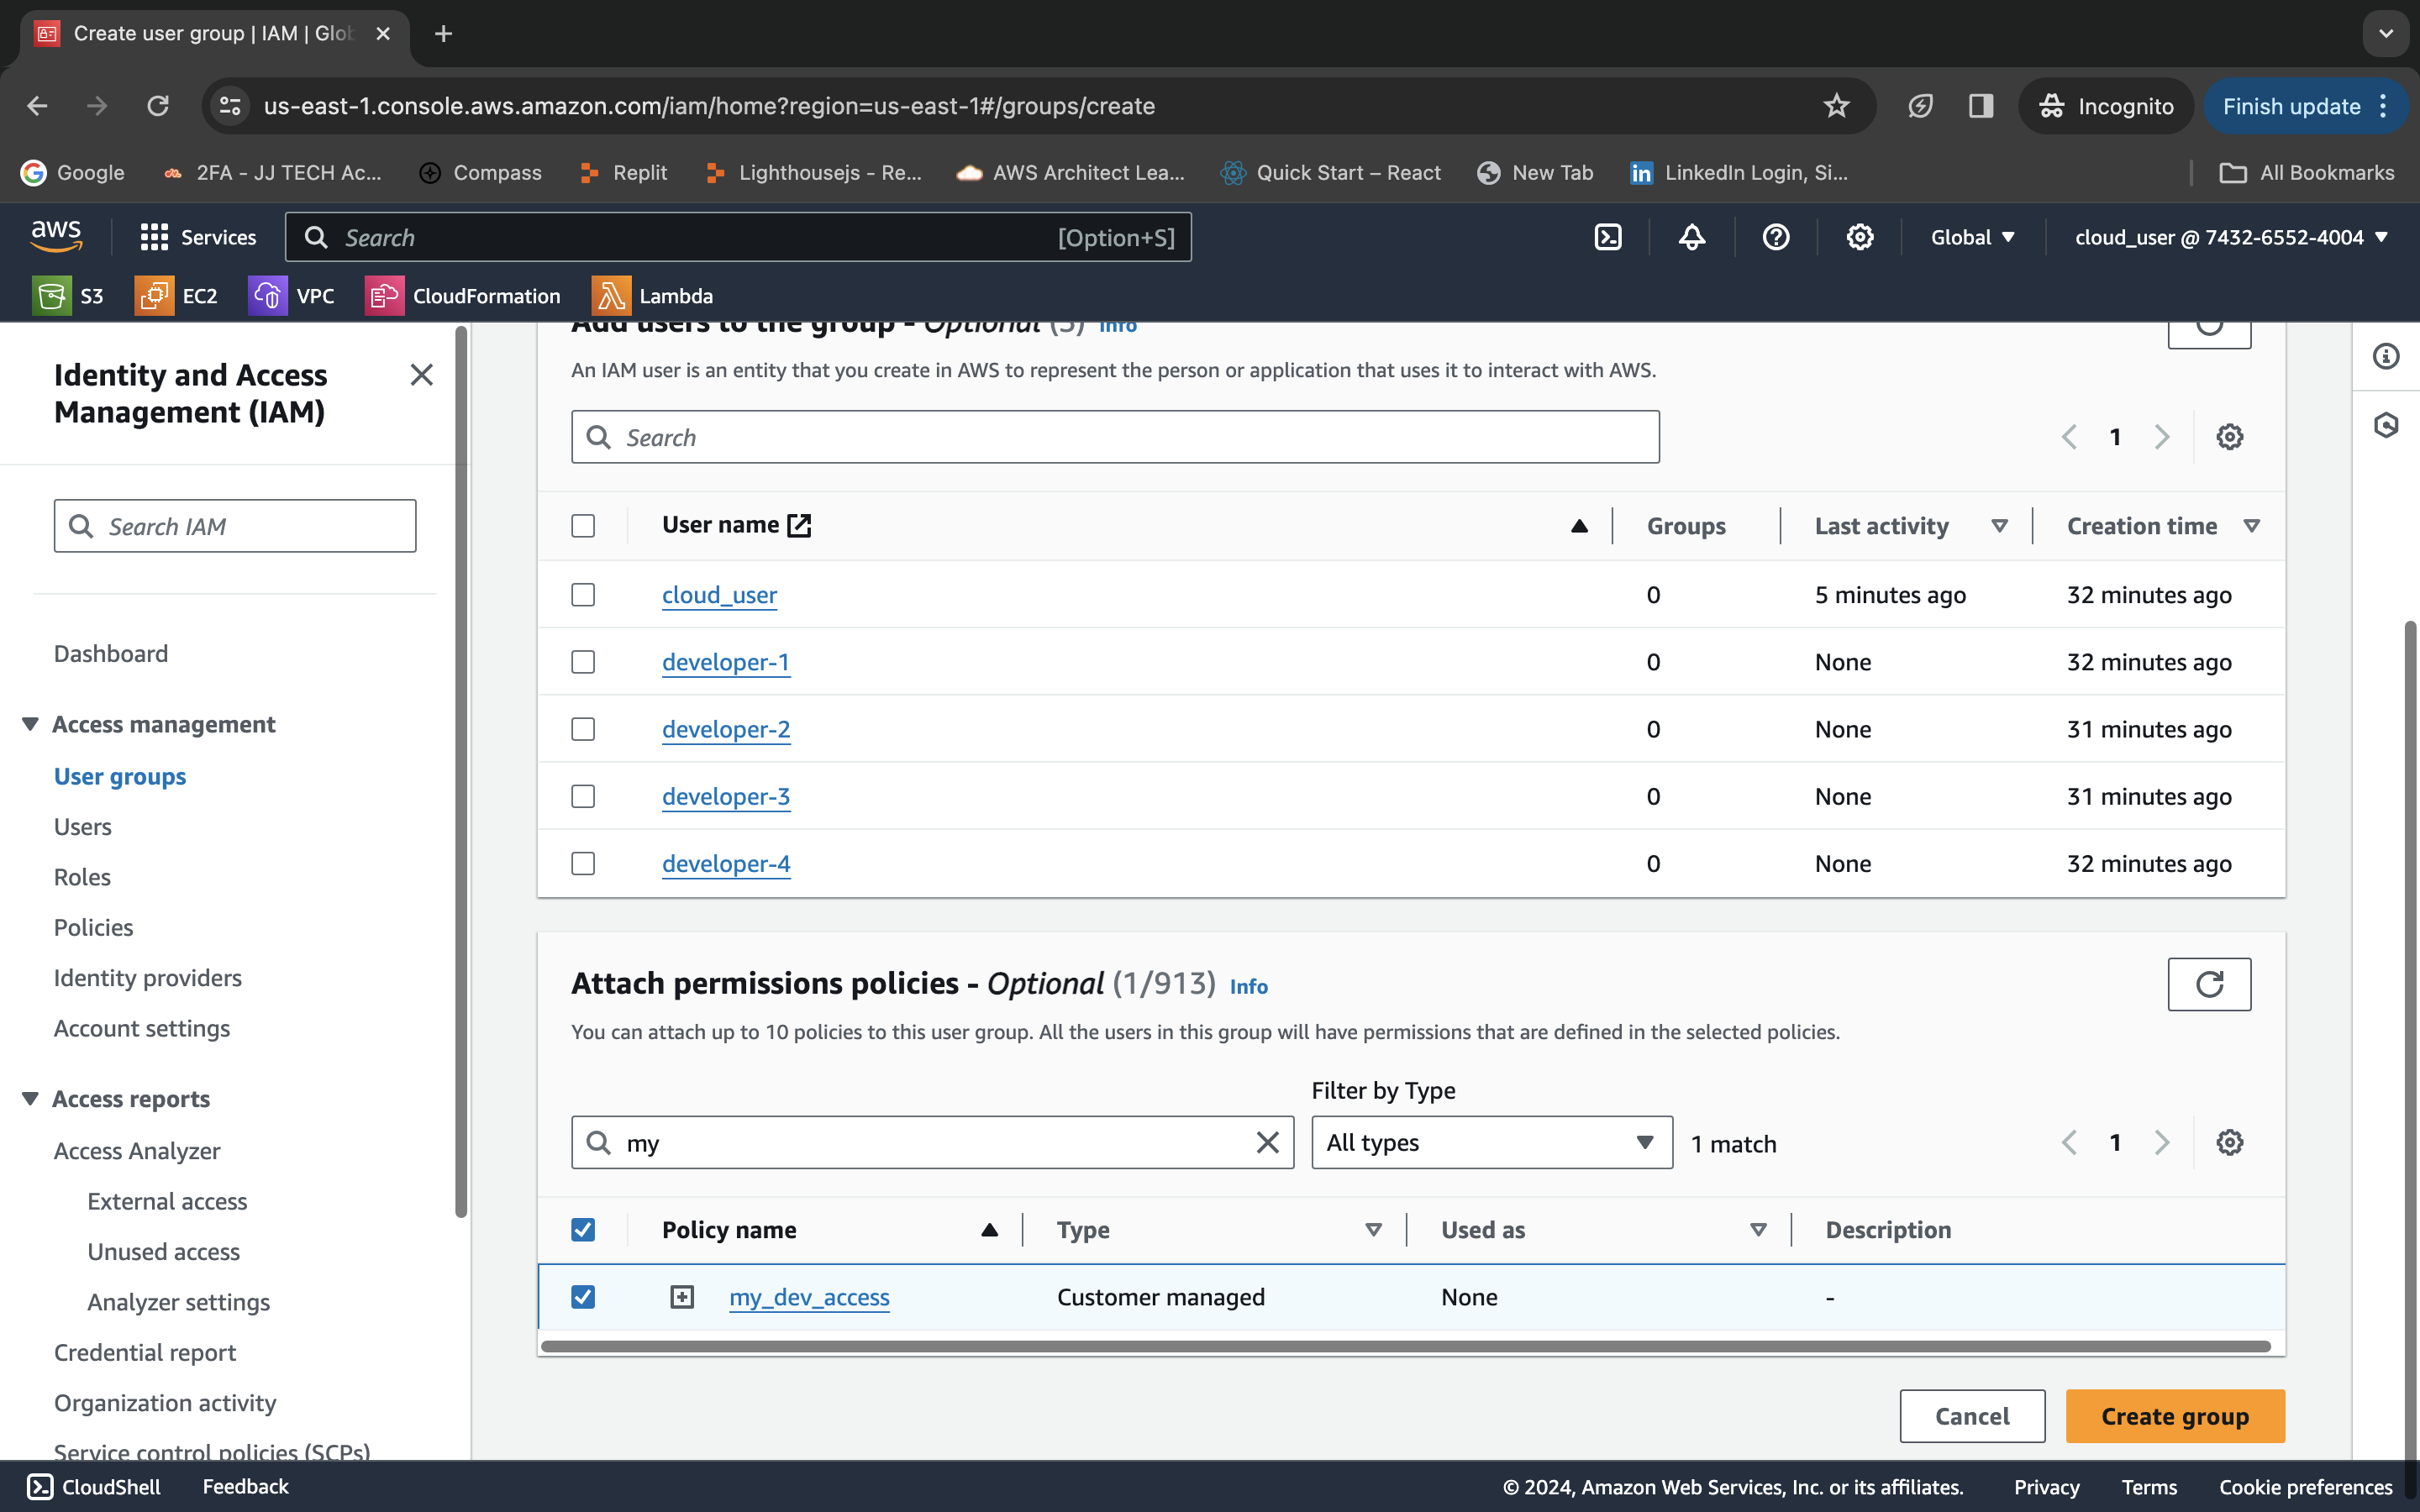 Create user group | IAM | Glob
us-east-1.console.aws.amazon.com/iam/home?region=us-east-1#/groups/create
Incognito
Finish update
Google
2FA - JJ TECH Ac...
Compass
Replit
Lighthousejs - Re...
AWS Architect Lea...
Quick Start – React
New Tab
LinkedIn Login, Si...
All Bookmarks
aws
Services
Search
[Option+S]
Global
cloud_user @ 7432-6552-4004
S3
EC2
VPC
CloudFormation
Lambda
Identity and Access
Management (IAM)
Search IAM
Dashboard
Access management
User groups
Users
Roles
Policies
Identity providers
Account settings
Access reports
Access Analyzer
External access
Unused access
Analyzer settings
Credential report
Organization activity
Service control policies (SCPs)
Add users to the group - Optional (5) Info
An IAM user is an entity that you create in AWS to represent the person or application that uses it to interact with AWS.
Search
1
User name Groups Last activity Creation time
cloud_user 0 5 minutes ago 32 minutes ago
developer-1 0 None 32 minutes ago
developer-2 0 None 31 minutes ago
developer-3 0 None 31 minutes ago
developer-4 0 None 32 minutes ago
Attach permissions policies - Optional (1/913) Info
You can attach up to 10 policies to this user group. All the users in this group will have permissions that are defined in the selected policies.
Filter by Type
my
All types
1 match
1
Policy name Type Used as Description
my_dev_access Customer managed None -
Cancel
Create group
CloudShell
Feedback
© 2024, Amazon Web Services, Inc. or its affiliates.
Privacy
Terms
Cookie preferences